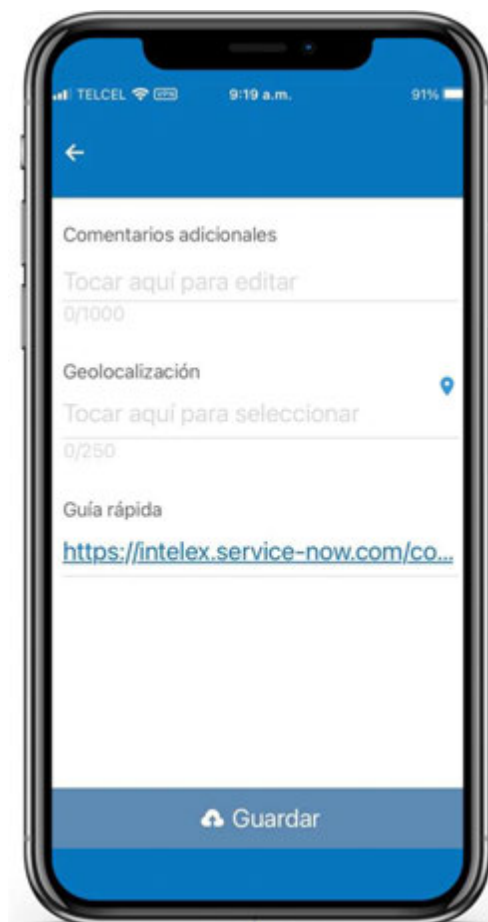 TELCEL VPN 9:19 a.m. 91%
Comentarios adicionales
Tocar aquí para editar
0/1000
Geolocalización
Tocar aquí para seleccionar
0/250
Guía rápida
https://intelex.service-now.com/co...
Guardar